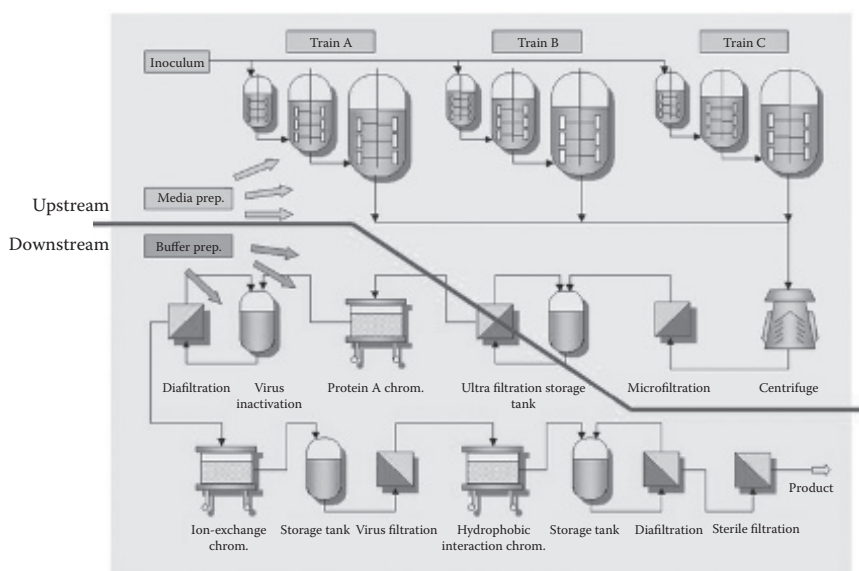 Train A
Train B
Train C
Inoculum
Media prep.
Upstream
Downstream
Buffer prep.
Diafiltration
Virus
inactivation
Protein A chrom.
Ultra filtration storage
tank
Microfiltration
Centrifuge
Product
Ion-exchange
chrom.
Storage tank
Virus filtration
Hydrophobic
interaction chrom.
Storage tank
Diafiltration
Sterile filtration